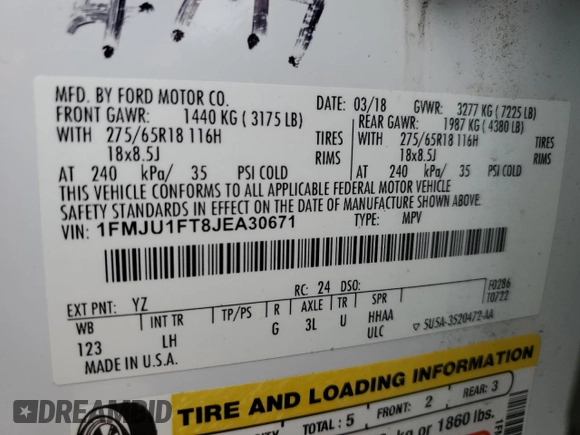 MFD. BY FORD MOTOR CO.
DATE: 03/18 GVWR: 3277 KG ( 7225 LB)
FRONT GAWR: 1440 KG ( 3175 LB)
REAR GAWR: 1987 KG ( 4380 LB)
WITH 275/65R18 116H TIRES
WITH 275/65R18 116H TIRES
18x8.5J RIMS
18x8.5J RIMS
AT 240 kPa/ 35 PSI COLD
AT 240 kPa/ 35 PSI COLD
THIS VEHICLE CONFORMS TO ALL APPLICABLE FEDERAL MOTOR VEHICLE
SAFETY STANDARDS IN EFFECT ON THE DATE OF MANUFACTURE SHOWN ABOVE.
VIN: 1FMJU1FT8JEA30671 TYPE: MPV
EXT PNT: YZ RC: 24 DSO: F0286
T0722
WB INT TR TP/PS R AXLE TR SPR
123 LH G 3L U HHAA
ULC
MADE IN U.S.A.
▽ SU5A-3520472-AA
TIRE AND LOADING INFORMATION
TOTAL: 5 FRONT: 2 REAR: 3
kg or 1860 lbs.
DREAMBID